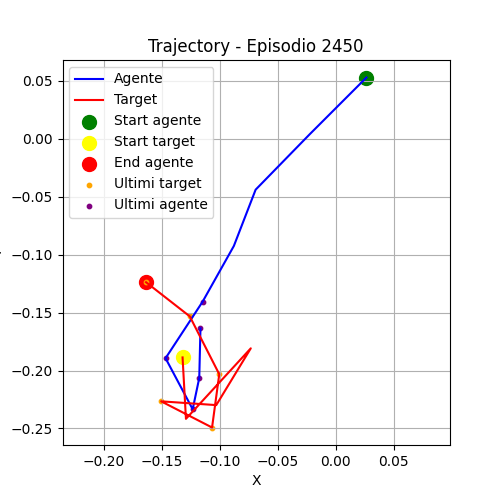 Trajectory - Episodio 2450
0.05
0.00
−0.05
−0.10
−0.15
−0.20
−0.25
Agente
Target
Start agente
Start target
End agente
Ultimi target
Ultimi agente
−0.20
−0.15
−0.10
−0.05
0.00
0.05
X